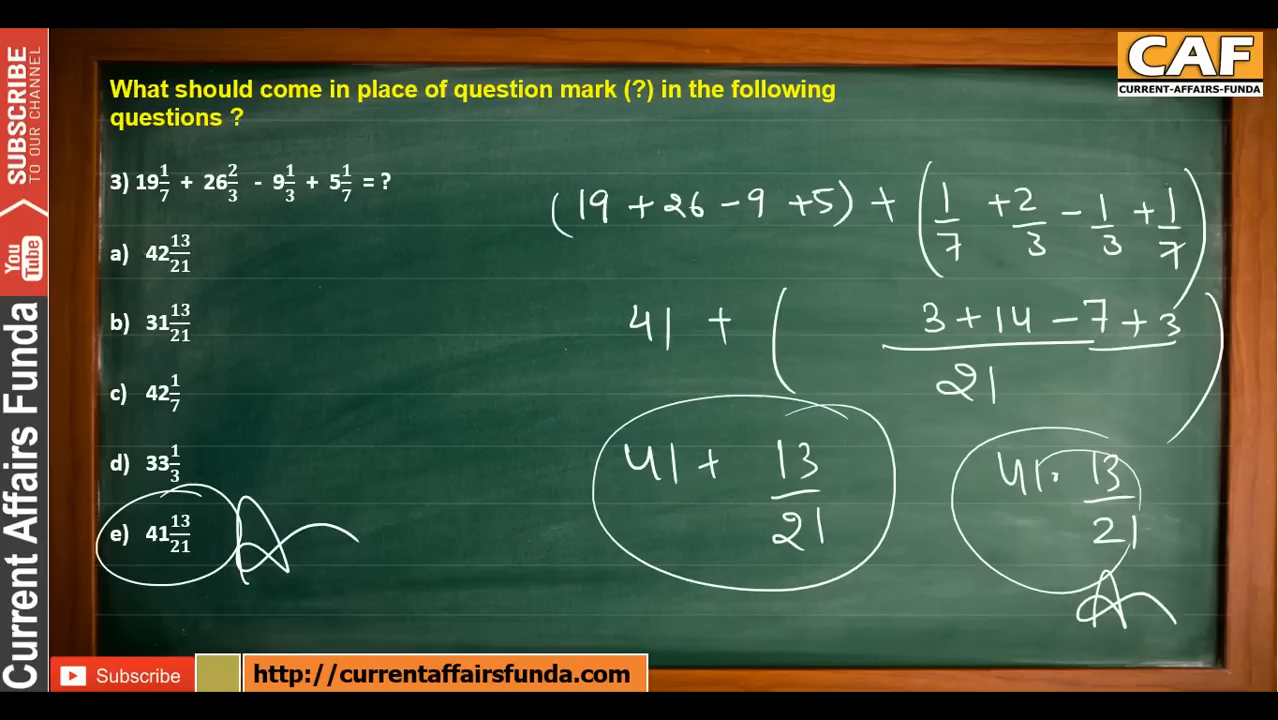 SUBSCRIBE
TO OUR CHANNEL
You Tube
Current Affairs Funda
CAF
CURRENT-AFFAIRS-FUNDA
What should come in place of question mark (?) in the following
questions ?
3) 19 1/7 + 26 2/3 - 9 1/3 + 5 1/7 = ?
a) 42 13/21
b) 31 13/21
c) 42 1/7
d) 33 1/3
e) 41 13/21
(19 + 26 - 9 + 5) + (1/7 + 2/3 - 1/3 + 1/7)
41 + ( 3 + 14 - 7 + 3 / 21 )
41 + 13/21
41 . 13/21
Subscribe
http://currentaffairsfunda.com